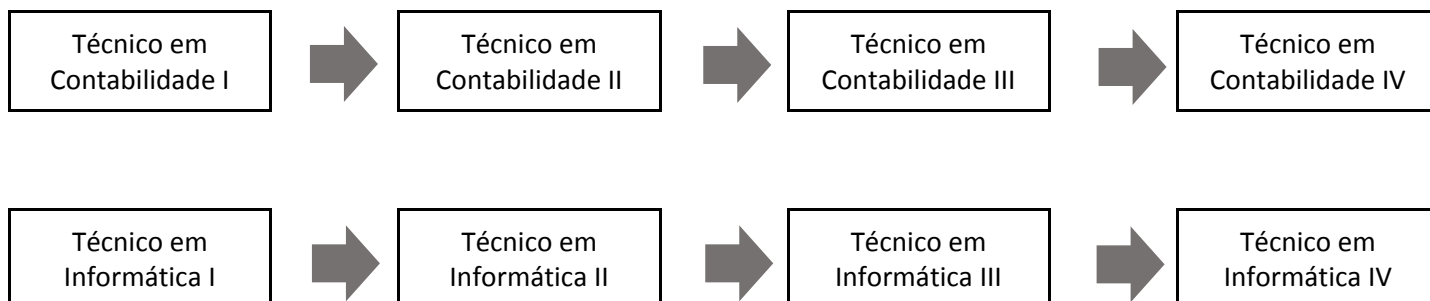 Técnico em
Contabilidade I
Técnico em
Contabilidade II
Técnico em
Contabilidade III
Técnico em
Contabilidade IV
Técnico em
Informática I
Técnico em
Informática II
Técnico em
Informática III
Técnico em
Informática IV